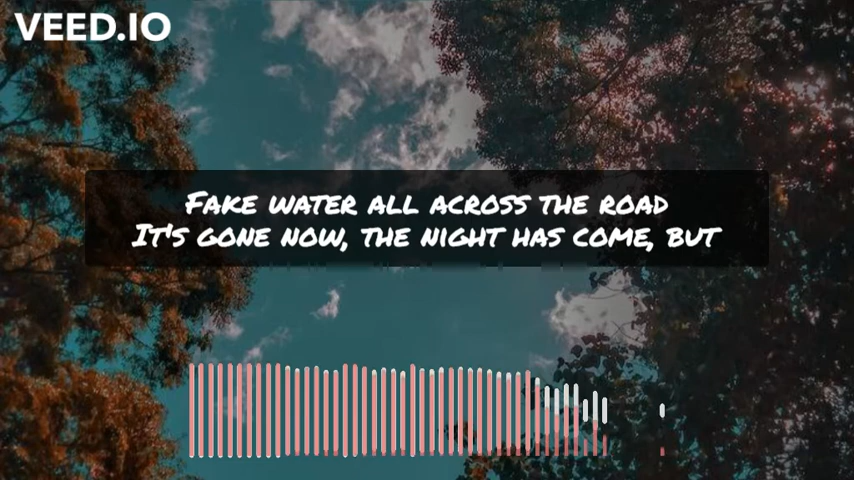 VEED.IO
Fake water all across the road
It's gone now, the night has come, but